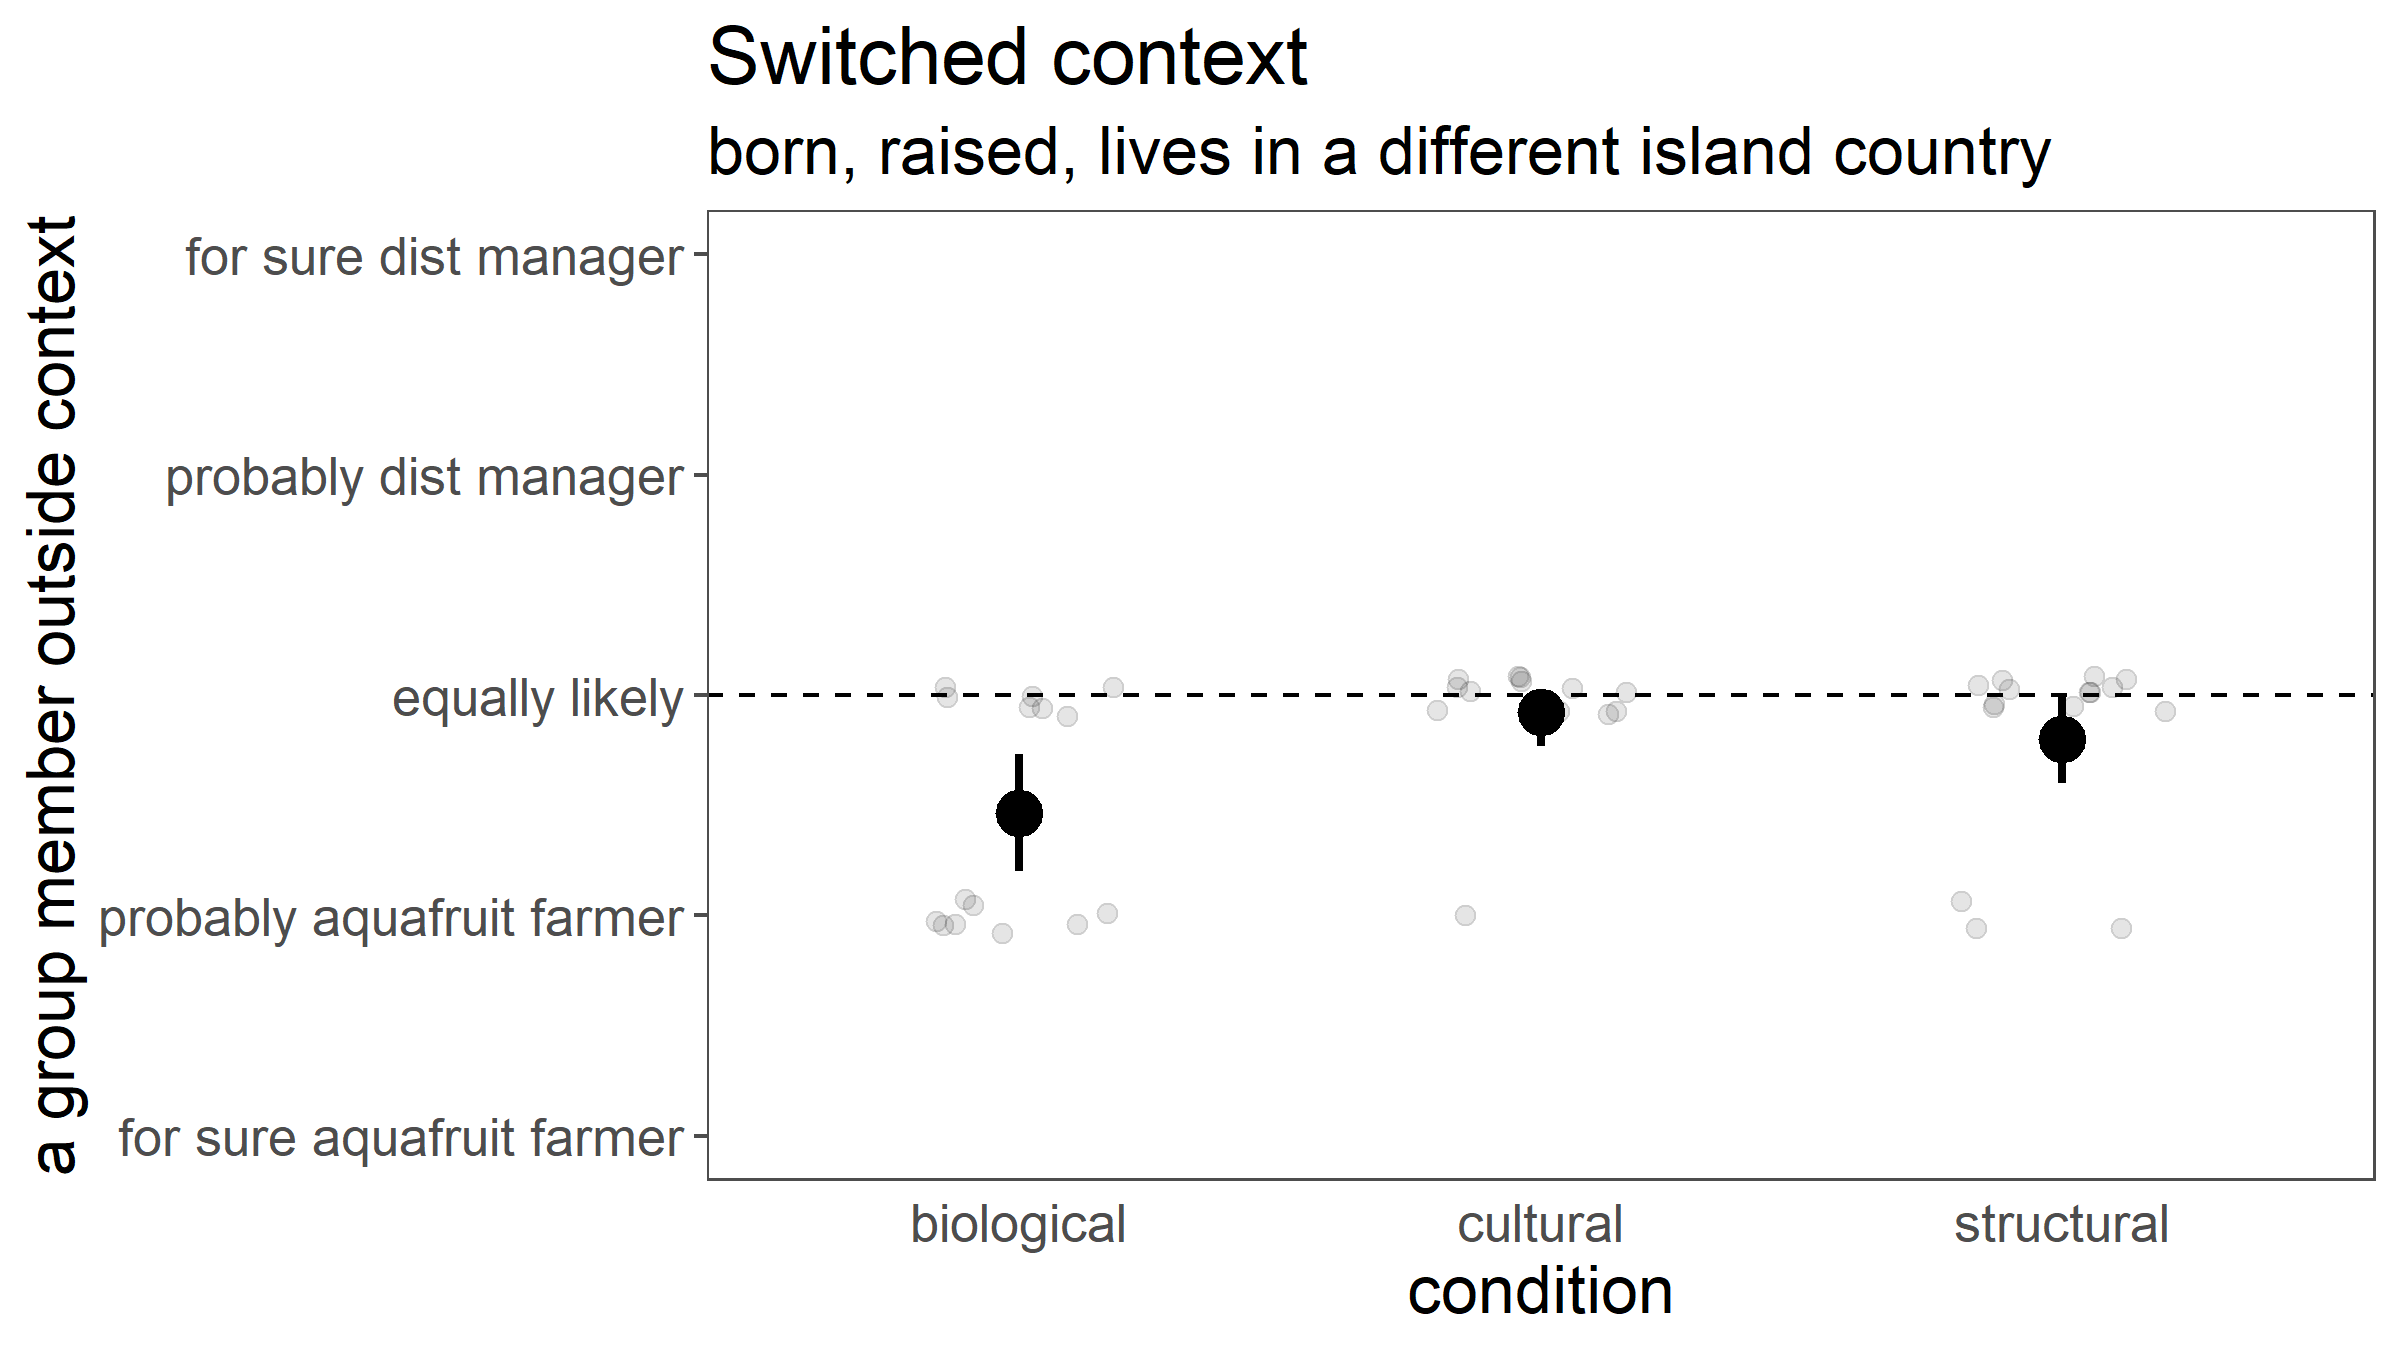 Switched context
born, raised, lives in a different island country
a group member outside context
for sure dist manager
probably dist manager
equally likely
probably aquafruit farmer
for sure aquafruit farmer
biological
cultural
structural
condition